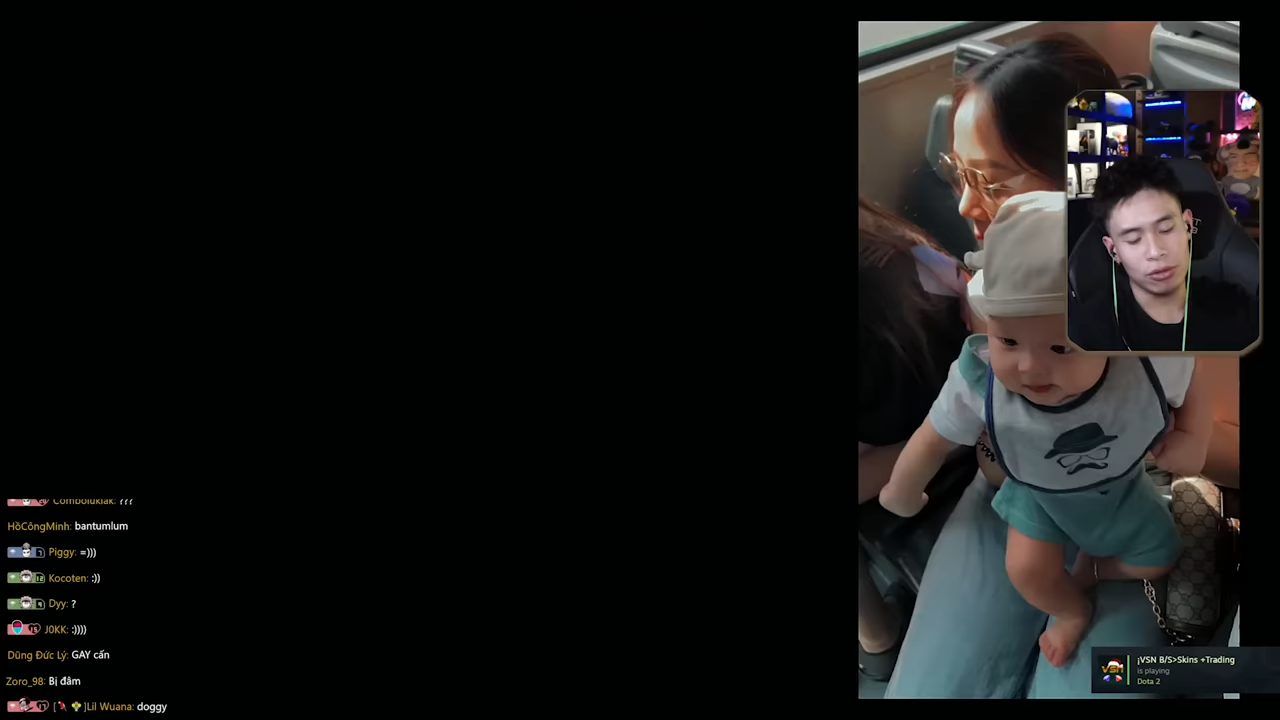 Combolukiak: ???
HồCôngMinh: bantumlum
Piggy: =)))
Kocoten: :))
Dyy: ?
J0KK: :))))
Dũng Đức Lý: GAY cấn
Zoro_98: Bị đâm
[ ]Lil Wuana: doggy
¡VSN B/S>Skins +Trading
is playing
Dota 2